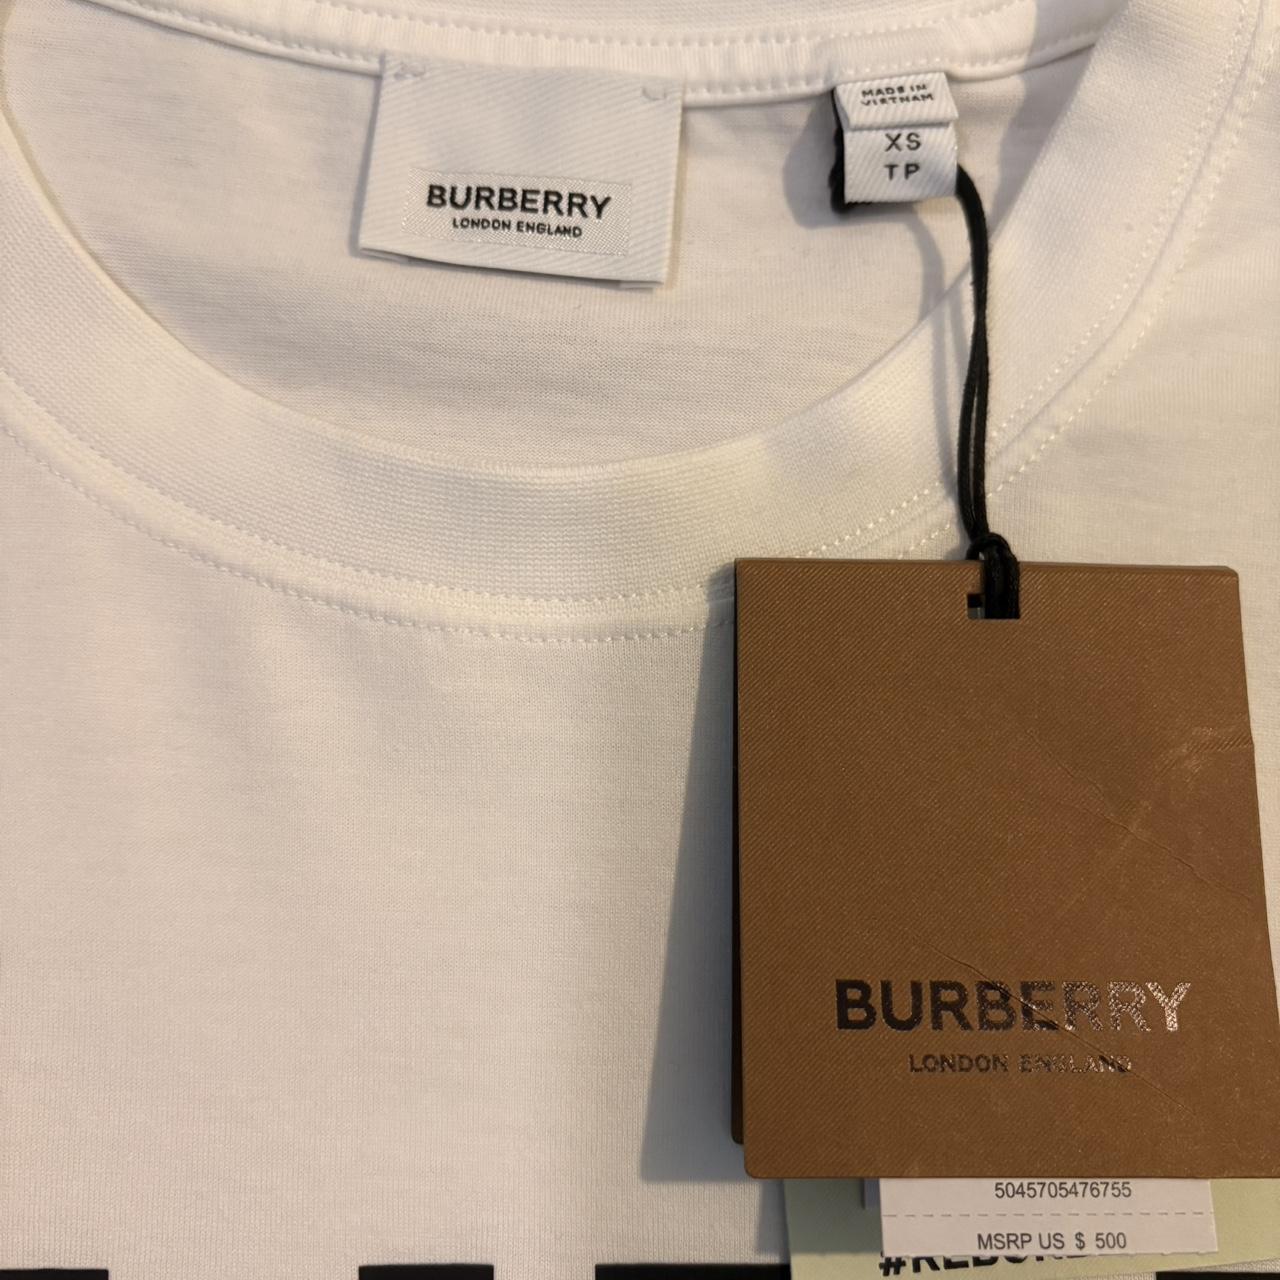 BURBERRY
LONDON ENGLAND
MADE IN
VIETNAM
XS
TP
BURBERRY
LONDON ENGLAND
5045705476755
MSRP US $ 500